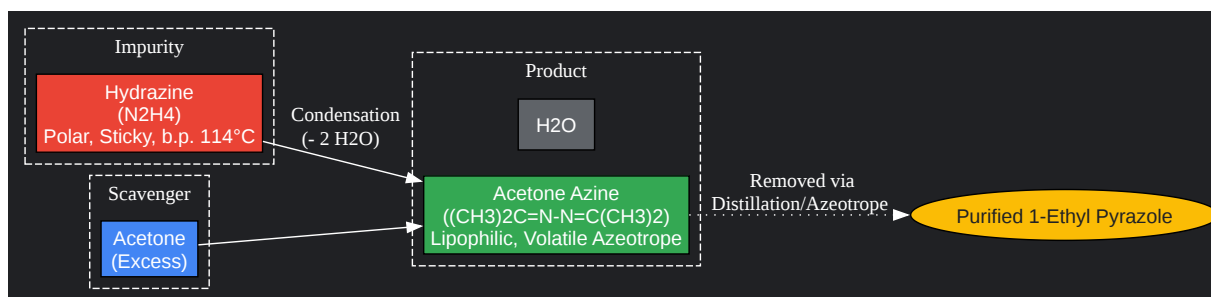 Impurity
Hydrazine
(N2H4)
Polar, Sticky, b.p. 114°C
Condensation
(- 2 H2O)
Scavenger
Acetone
(Excess)
Product
H2O
Acetone Azine
((CH3)2C=N-N=C(CH3)2)
Lipophilic, Volatile Azeotrope
Removed via
Distillation/Azeotrope
Purified 1-Ethyl Pyrazole